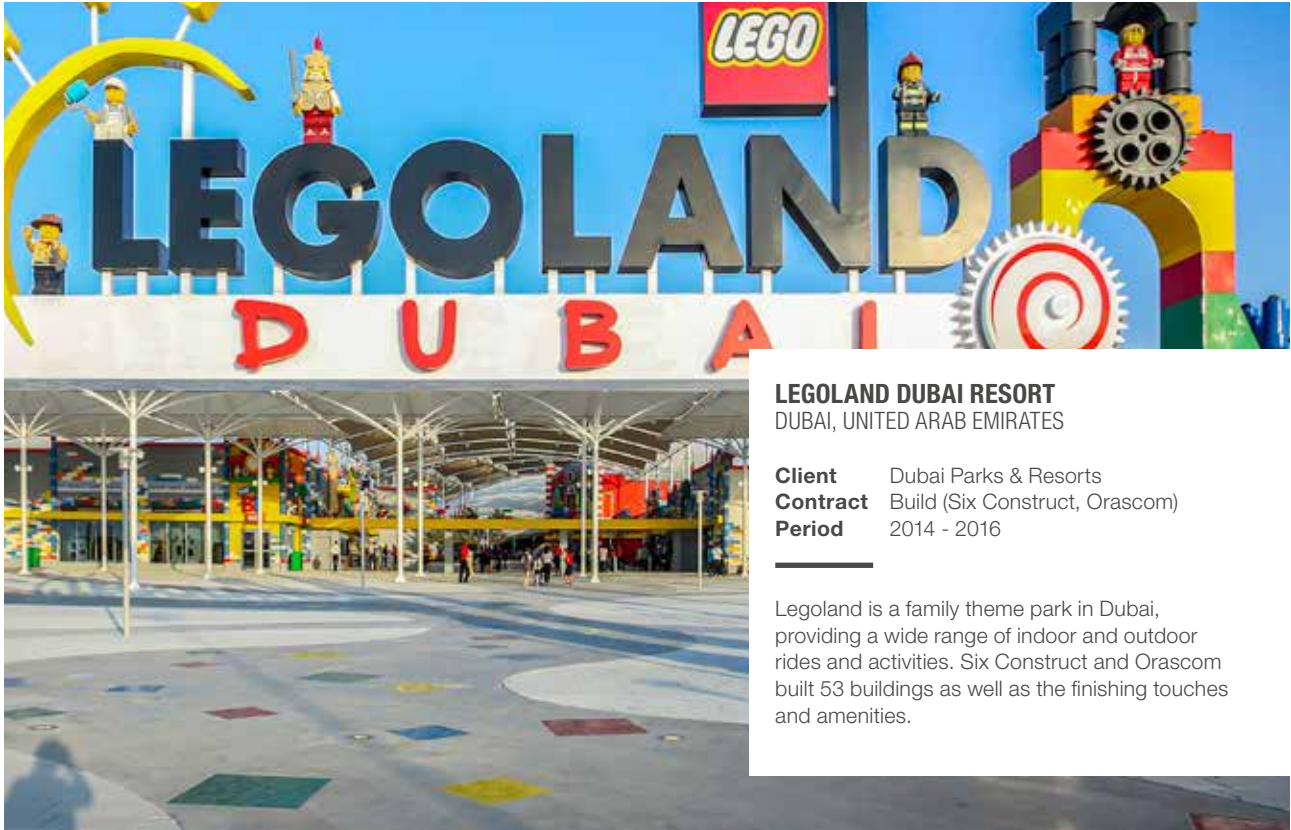 LEGO
LEGOLAND
DUBAI
LEGOLAND DUBAI RESORT
DUBAI, UNITED ARAB EMIRATES
Client Dubai Parks & Resorts
Contract Build (Six Construct, Orascom)
Period 2014 - 2016
Legoland is a family theme park in Dubai,
providing a wide range of indoor and outdoor
rides and activities. Six Construct and Orascom
built 53 buildings as well as the finishing touches
and amenities.